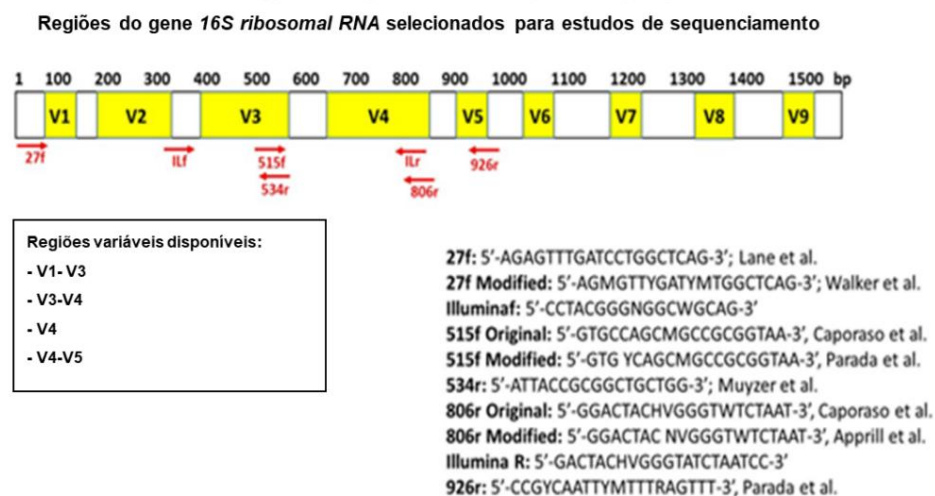 Regiões do gene 16S ribosomal RNA selecionados para estudos de sequenciamento
1 100 200 300 400 500 600 700 800 900 1000 1100 1200 1300 1400 1500 bp
V1 V2 V3 V4 V5 V6 V7 V8 V9
27f ILf 515f ILr 926r
534r 806r
Regiões variáveis disponíveis:
- V1- V3
- V3-V4
- V4
- V4-V5
27f: 5'-AGAGTTTGATCCTGGCTCAG-3'; Lane et al.
27f Modified: 5'-AGMGTTYGATYMTGGCTCAG-3'; Walker et al.
Illuminaf: 5'-CCTACGGGNGGCWGCAG-3'
515f Original: 5'-GTGCCAGCMGCCGCGGTAA-3', Caporaso et al.
515f Modified: 5'-GTG YCAGCMGCCGCGGTAA-3', Parada et al.
534r: 5'-ATTACCGCGGCTGCTGG-3'; Muyzer et al.
806r Original: 5'-GGACTACHVGGGTWTCTAAT-3', Caporaso et al.
806r Modified: 5'-GGACTAC NVGGGTWTCTAAT-3', Apprill et al.
Illumina R: 5'-GACTACHVGGGTATCTAATCC-3'
926r: 5'-CCGYCAATTYMTTTRAGTTT-3', Parada et al.